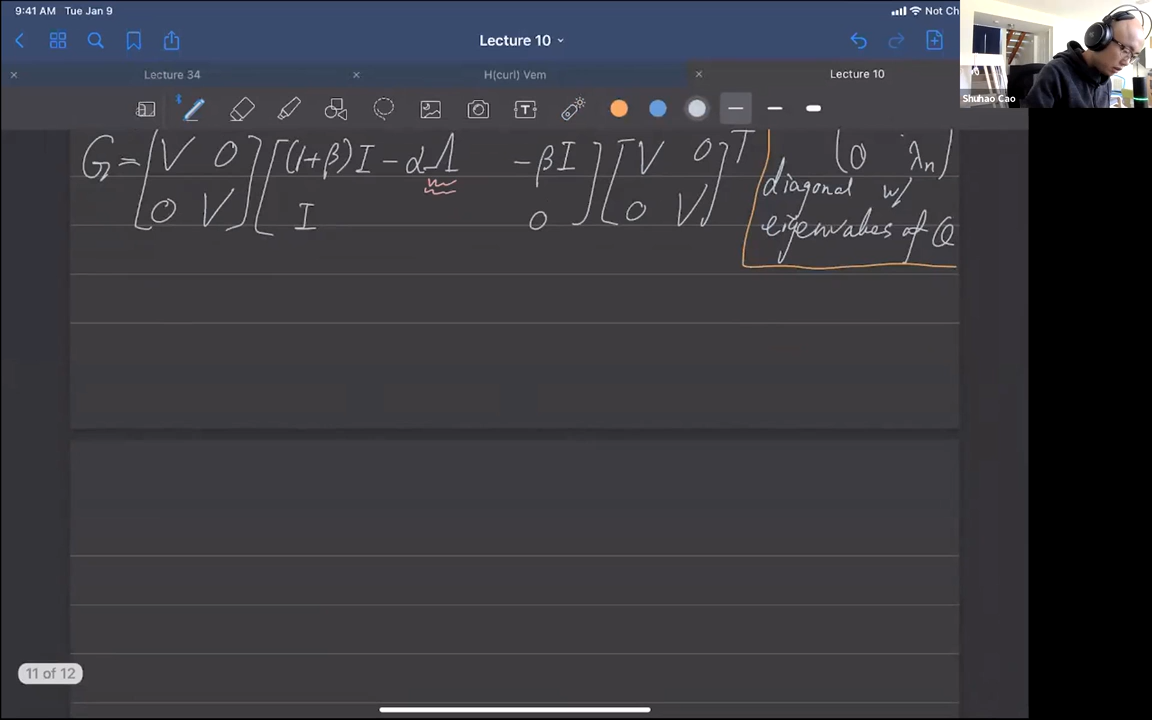 9:41 AM Tue Jan 9
Not Ch
Lecture 10
Lecture 34
H(curl) Vem
Lecture 10
Shuhao Cao
G = [V 0 0 V] [(1+β)I - αΛ -βI I 0] [V 0 0 V]ᵀ
0 λₙ
diagonal w/
eigenvalues of Q
11 of 12